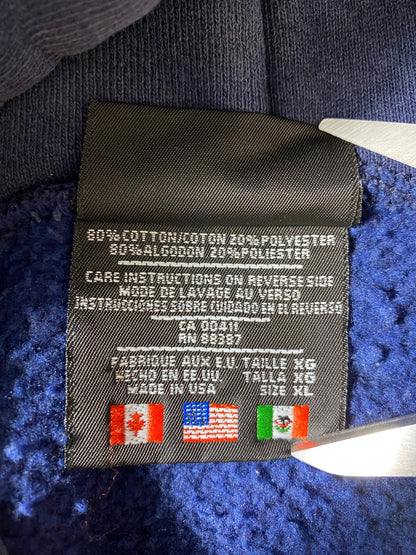 80% COTTON/COTON 20% POLYESTER
80% ALGODON 20% POLIESTER
CARE INSTRUCTIONS ON REVERSE SIDE
MODE DE LAVAGE AU VERSO
INSTRUCCIONES SOBRE CUIDADO EN EL REVERSO
CA 00411
RN 88387
FABRIQUE AUX E.U. TAILLE XG
HECHO EN EE UU TALLA XG
MADE IN USA SIZE XL